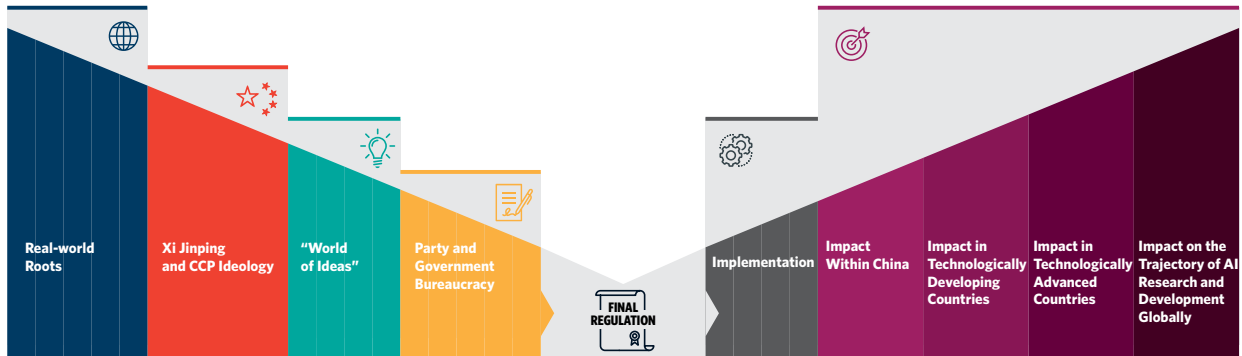 Real-world
Roots
Xi Jinping
and CCP Ideology
“World
of Ideas”
Party and
Government
Bureaucracy
FINAL
REGULATION
Implementation
Impact
Within China
Impact in
Technologically
Developing
Countries
Impact in
Technologically
Advanced
Countries
Impact on the
Trajectory of AI
Research and
Development
Globally